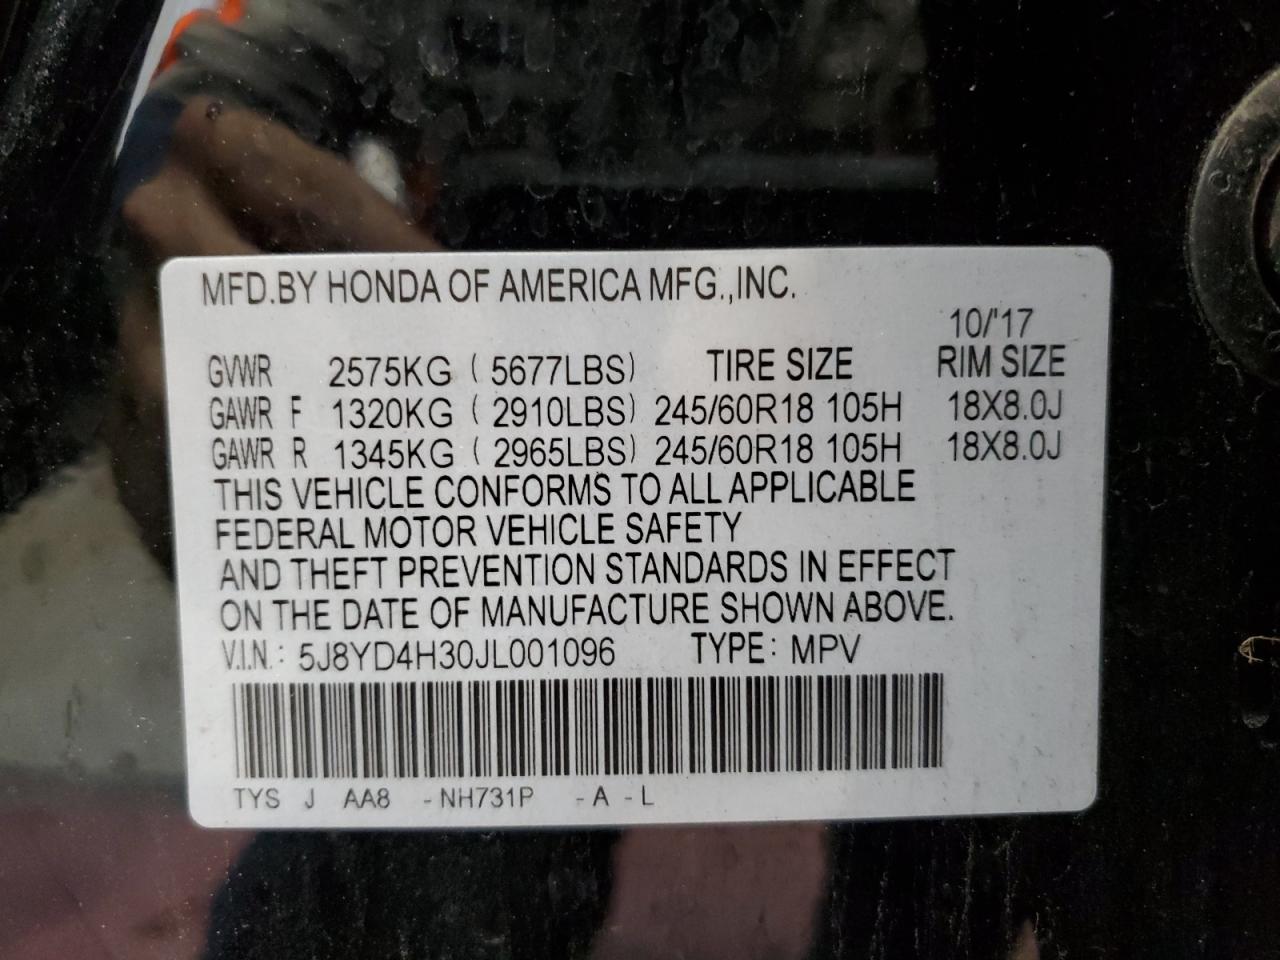 MFD.BY HONDA OF AMERICA MFG.,INC.
10/'17
GVWR 2575KG ( 5677LBS) TIRE SIZE RIM SIZE
GAWR F 1320KG ( 2910LBS) 245/60R18 105H 18X8.0J
GAWR R 1345KG ( 2965LBS) 245/60R18 105H 18X8.0J
THIS VEHICLE CONFORMS TO ALL APPLICABLE
FEDERAL MOTOR VEHICLE SAFETY
AND THEFT PREVENTION STANDARDS IN EFFECT
ON THE DATE OF MANUFACTURE SHOWN ABOVE.
V.I.N.: 5J8YD4H30JL001096 TYPE: MPV
TYS J AA8 -NH731P -A -L